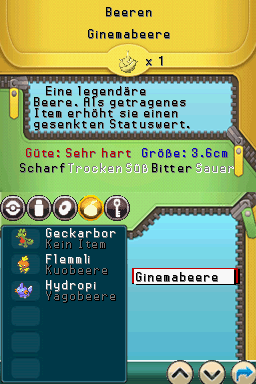 Beeren
Ginemabeere
x 1
Eine legendäre
Beere. Als getragenes
Item erhöht sie einen
gesenkten Statuswert.
Güte: Sehr hart Größe: 3.6cm
Scharf Trocken Süß Bitter Sauer
Geckarbor
Kein Item
Flemmli
Kuobeere
Hydropi
Yagobeere
Ginemabeere